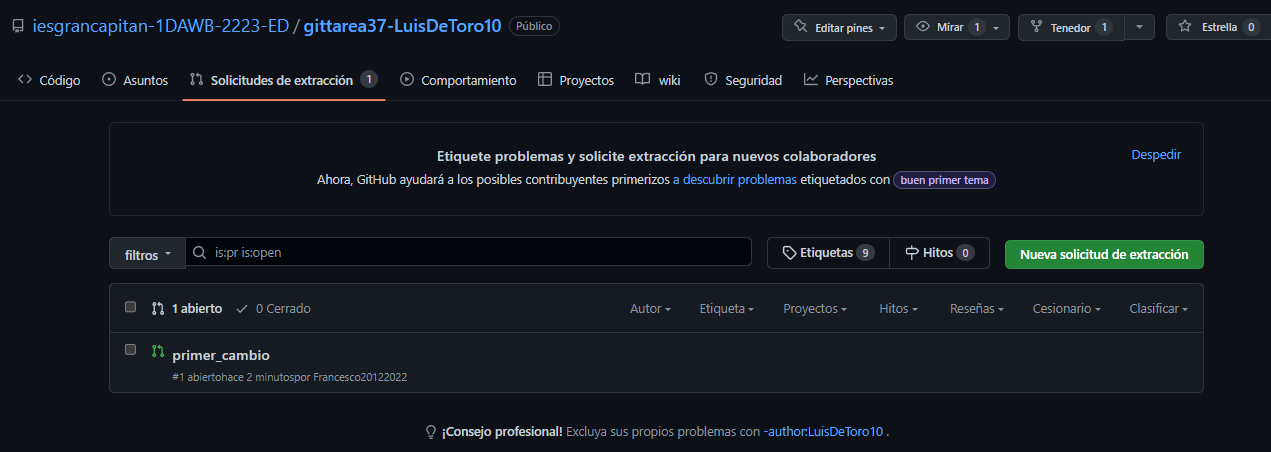 iesgrancapitan-1DAWB-2223-ED / gittarea37-LuisDeToro10 Público Editar pines Mirar 1 Tenedor 1 Estrella 0
Código Asuntos Solicitudes de extracción 1 Comportamiento Proyectos wiki Seguridad Perspectivas
Etiquete problemas y solicite extracción para nuevos colaboradores Despedir
Ahora, GitHub ayudará a los posibles contribuyentes primerizos a descubrir problemas etiquetados con buen primer tema
filtros is:pr is:open Etiquetas 9 Hitos 0 Nueva solicitud de extracción
1 abierto 0 Cerrado Autor Etiqueta Proyectos Hitos Reseñas Cesionario Clasificar
primer_cambio
#1 abiertohace 2 minutospor Francesco20122022
¡Consejo profesional! Excluya sus propios problemas con -author:LuisDeToro10 .